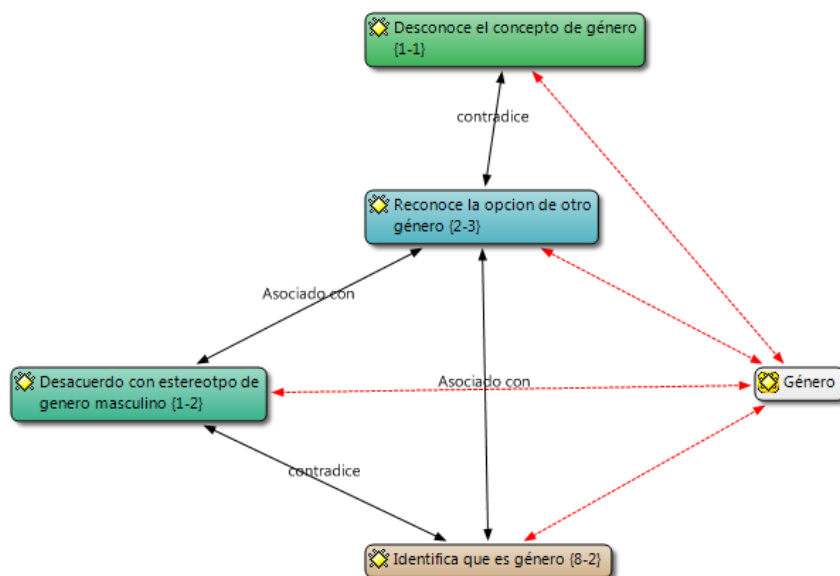 Desconoce el concepto de género
{1-1}
contradice
Reconoce la opcion de otro
género {2-3}
Asociado con
Desacuerdo con estereotpo de
genero masculino {1-2}
Asociado con
Género
contradice
Identifica que es género {8-2}